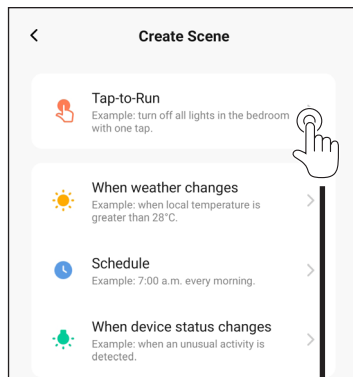 Create Scene
Tap-to-Run
Example: turn off all lights in the bedroom
with one tap.
When weather changes
Example: when local temperature is
greater than 28°C.
Schedule
Example: 7:00 a.m. every morning.
When device status changes
Example: when an unusual activity is
detected.